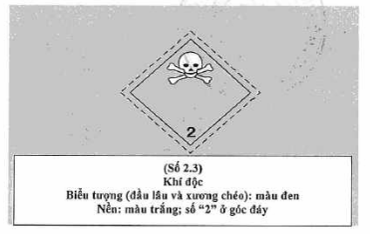 2
(Số 2.3)
Khí độc
Biểu tượng (đầu lâu và xương chéo): màu đen
Nền: màu trắng; số “2” ở góc đáy